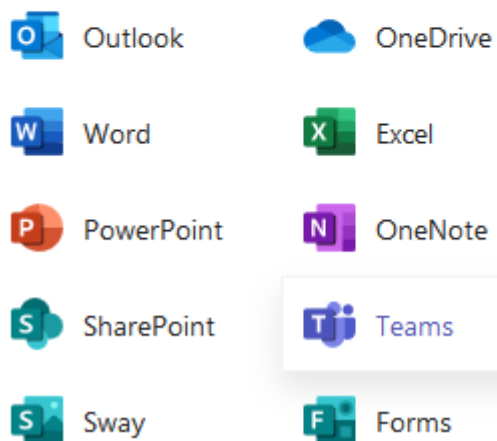 Outlook OneDrive
Word Excel
PowerPoint OneNote
SharePoint Teams
Sway Forms